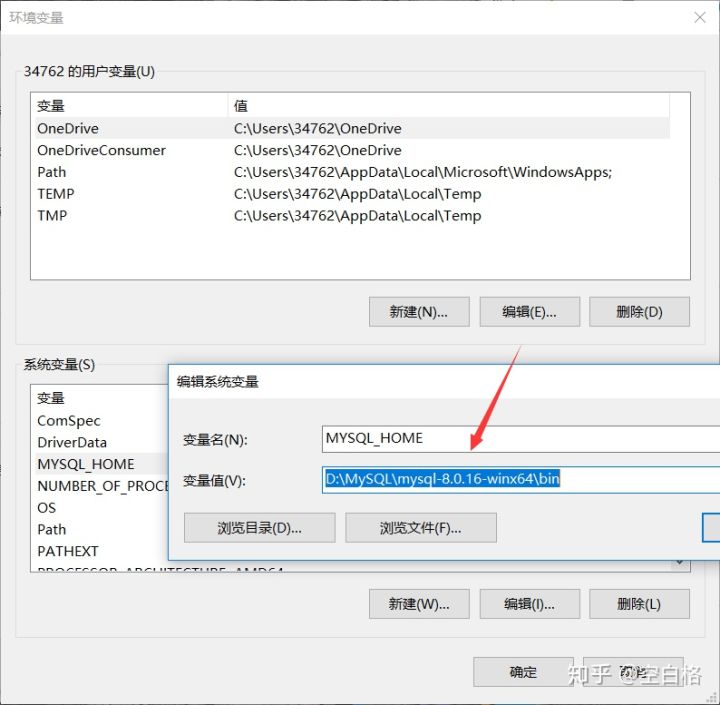 环境变量
34762 的用户变量(U)
变量 值
OneDrive C:\Users\34762\OneDrive
OneDriveConsumer C:\Users\34762\OneDrive
Path C:\Users\34762\AppData\Local\Microsoft\WindowsApps;
TEMP C:\Users\34762\AppData\Local\Temp
TMP C:\Users\34762\AppData\Local\Temp
新建(N)... 编辑(E)... 删除(D)
系统变量(S)
变量
ComSpec
DriverData
MYSQL_HOME
NUMBER_OF_PROCE
OS
Path
PATHEXT
PROCESSOR_ARCHITECTURE AMD64
编辑系统变量
变量名(N): MYSQL_HOME
变量值(V): D:\MySQL\mysql-8.0.16-winx64\bin
浏览目录(D)... 浏览文件(F)...
新建(W)... 编辑(I)... 删除(L)
确定 取消
知乎 @空白格